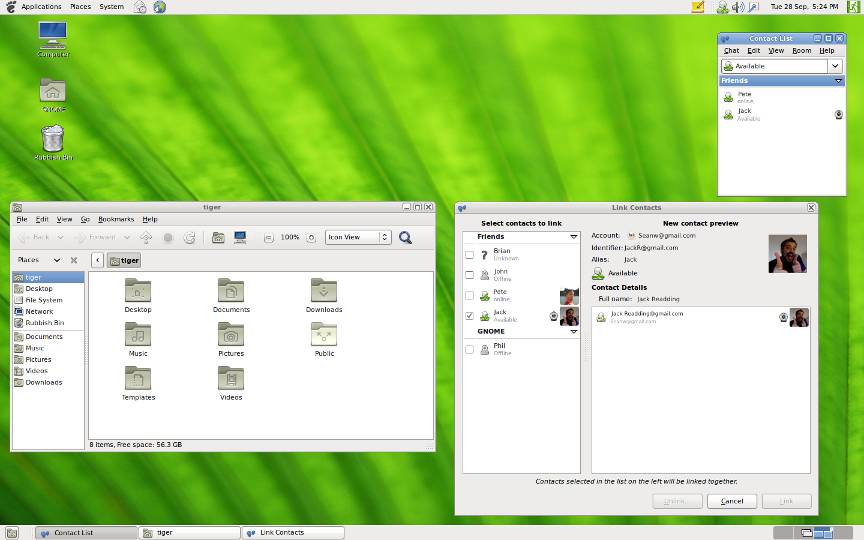 Applications Places System
Tue 28 Sep, 5:24 PM
Computer
GNOME
Rubbish Bin
Contact List
Chat Edit View Room Help
Available
Friends
Pete
online,
Jack
Available
tiger
File Edit View Go Bookmarks Help
Back Forward 100% Icon View
Places tiger
tiger
Desktop
File System
Network
Rubbish Bin
Documents
Music
Pictures
Videos
Downloads
Desktop Documents Downloads
Music Pictures Public
Templates Videos
8 items, Free space: 56.3 GB
Link Contacts
Select contacts to link
Friends
Brian
Unknown
John
Offline
Pete
online,
Jack
Available
GNOME
Phil
Offline
New contact preview
Account: Seanw@gmail.com
Identifier: JackR@gmail.com
Alias: Jack
Available
Contact Details
Full name: Jack Readding
Jack Readding@gmail.com
Seanw@gmail.com
Contacts selected in the list on the left will be linked together.
Unlink Cancel Link
Contact List tiger Link Contacts